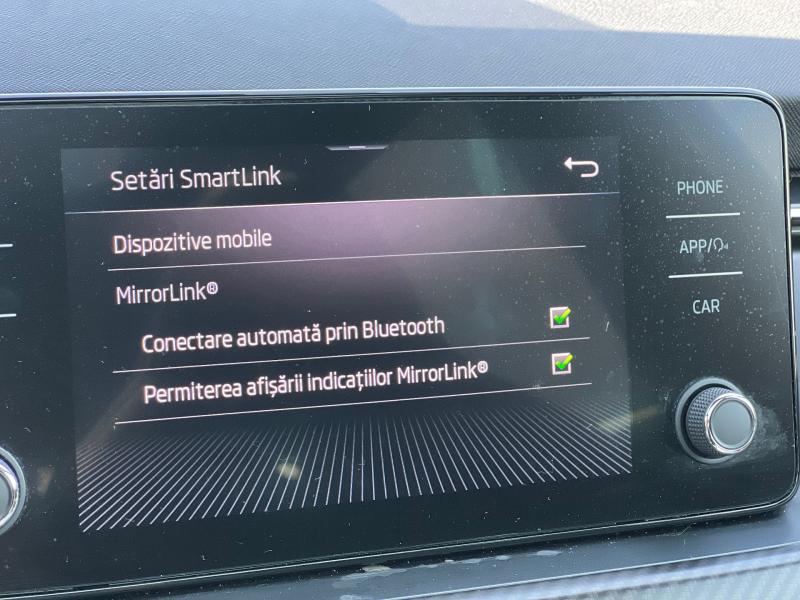 Setări SmartLink
Dispozitive mobile
MirrorLink®
Conectare automată prin Bluetooth
Permiterea afișării indicațiilor MirrorLink®
PHONE
APP/
CAR